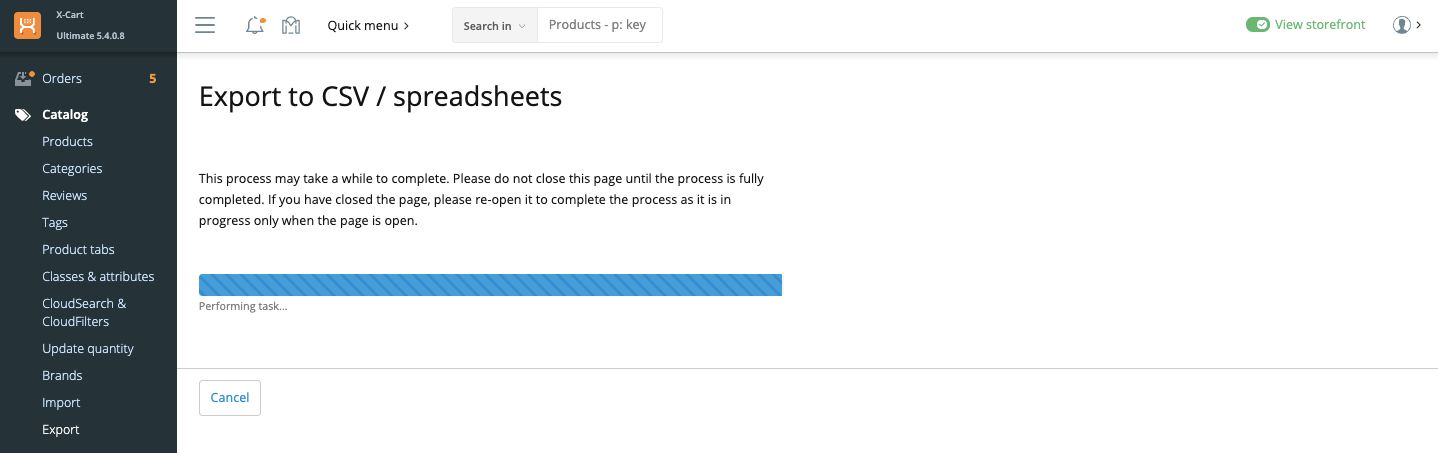 X-Cart
Ultimate 5.4.0.8
Quick menu
Search in
Products - p: key
View storefront
Orders
5
Catalog
Products
Categories
Reviews
Tags
Product tabs
Classes & attributes
CloudSearch &
CloudFilters
Update quantity
Brands
Import
Export
Export to CSV / spreadsheets
This process may take a while to complete. Please do not close this page until the process is fully
completed. If you have closed the page, please re-open it to complete the process as it is in
progress only when the page is open.
Performing task...
Cancel